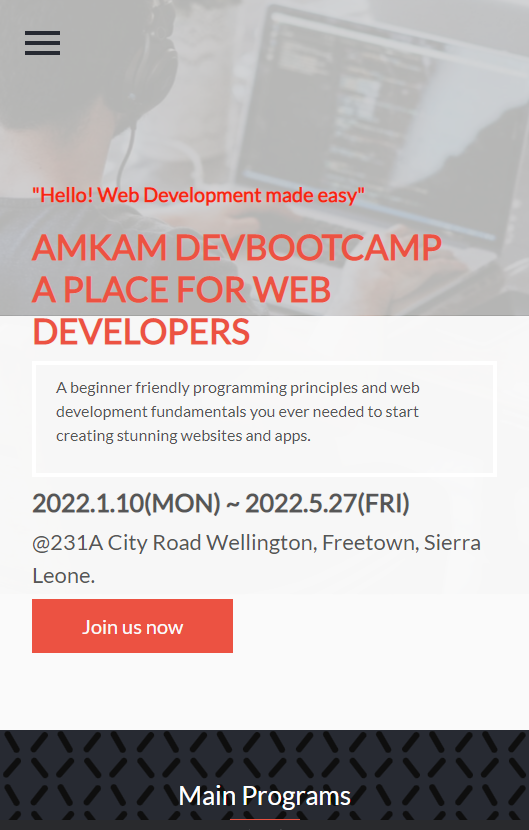 "Hello! Web Development made easy"
AMKAM DEVBOOTCAMP
A PLACE FOR WEB
DEVELOPERS
A beginner friendly programming principles and web
development fundamentals you ever needed to start
creating stunning websites and apps.
2022.1.10(MON) ~ 2022.5.27(FRI)
@231A City Road Wellington, Freetown, Sierra
Leone.
Join us now
Main Programs